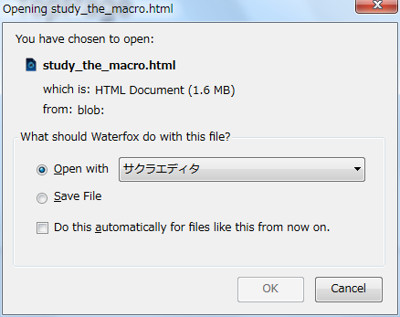 Opening study_the_macro.html
You have chosen to open:
study_the_macro.html
which is: HTML Document (1.6 MB)
from: blob:
What should Waterfox do with this file?
Open with サクラエディタ
Save File
Do this automatically for files like this from now on.
OK Cancel